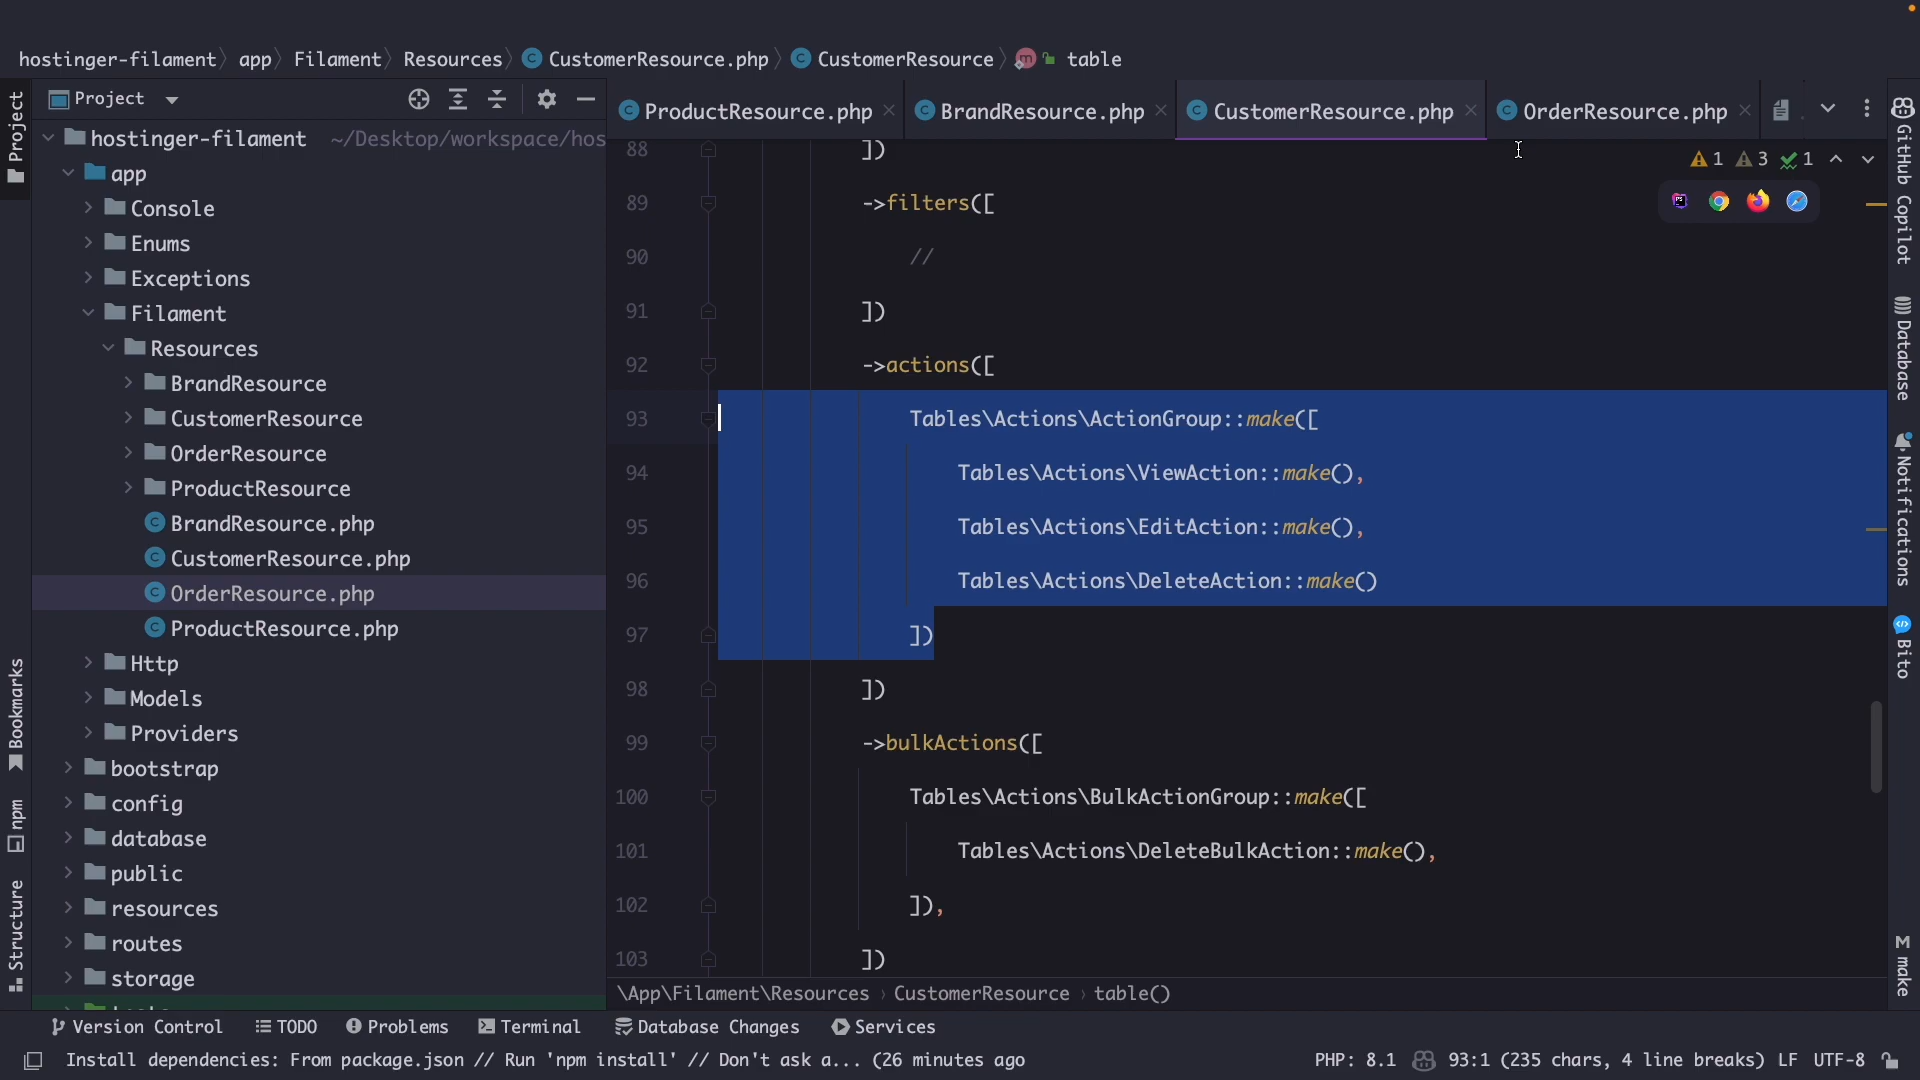 hostinger-filament 〉 app 〉 Filament 〉 Resources 〉 CustomerResource.php 〉 CustomerResource 〉 table
Project
ProductResource.php
BrandResource.php
CustomerResource.php
OrderResource.php
hostinger-filament ~/Desktop/workspace/hos
app
Console
Enums
Exceptions
Filament
Resources
BrandResource
CustomerResource
OrderResource
ProductResource
BrandResource.php
CustomerResource.php
OrderResource.php
ProductResource.php
Http
Models
Providers
bootstrap
config
database
public
resources
routes
storage
88 ])
89 ->filters([
90 //
91 ])
92 ->actions([
93 Tables\Actions\ActionGroup::make([
94 Tables\Actions\ViewAction::make(),
95 Tables\Actions\EditAction::make(),
96 Tables\Actions\DeleteAction::make()
97 ])
98 ])
99 ->bulkActions([
100 Tables\Actions\BulkActionGroup::make([
101 Tables\Actions\DeleteBulkAction::make(),
102 ]),
103 ])
1 3 1
\App\Filament\Resources › CustomerResource › table()
Project
Bookmarks
npm
Structure
GitHub Copilot
Database
Notifications
Bito
M make
Version Control TODO Problems Terminal Database Changes Services
Install dependencies: From package.json // Run 'npm install' // Don't ask a... (26 minutes ago PHP: 8.1 93:1 (235 chars, 4 line breaks) LF UTF-8